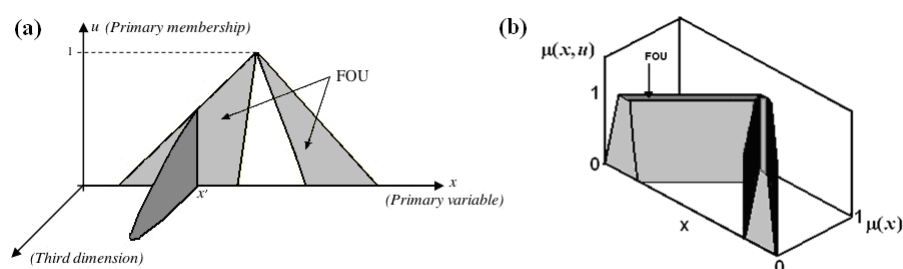 (a)
u (Primary membership)
1
FOU
x'
x
(Primary variable)
(Third dimension)
(b)
μ(x,u)
FOU
1
0
x
1
μ(x)
0